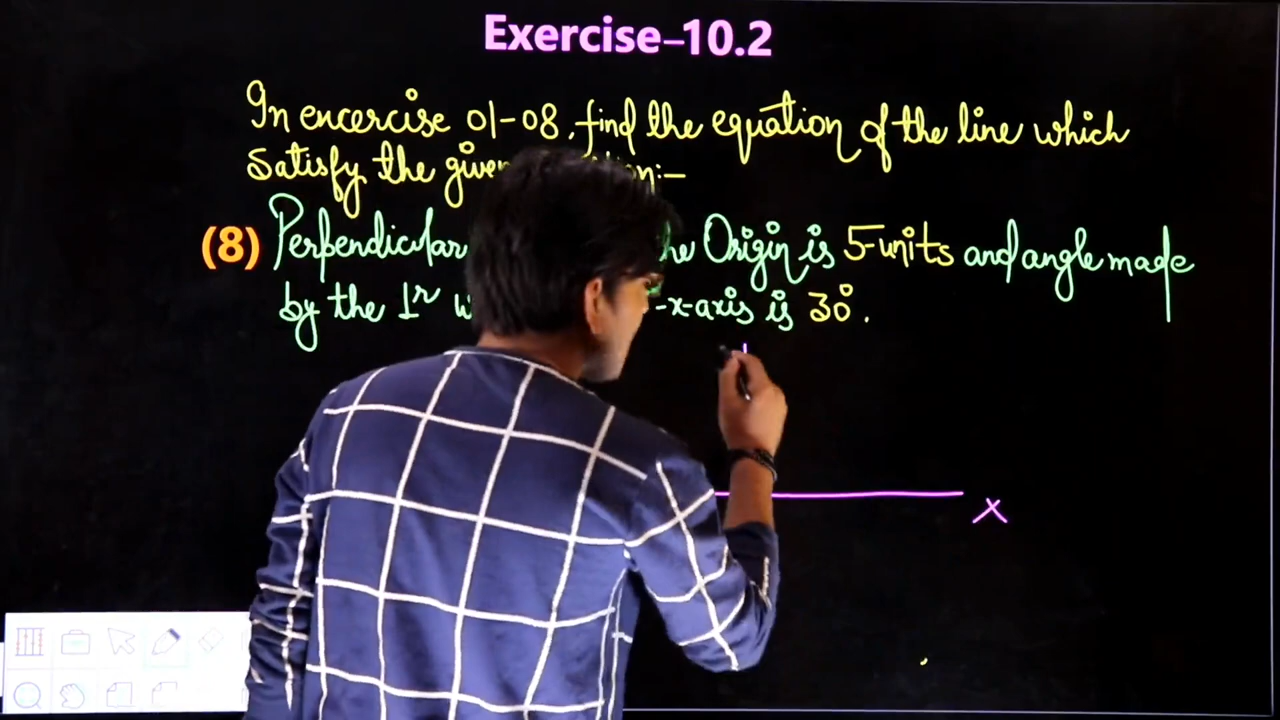 Exercise-10.2
In encercise 01-08, find the equation of the line which
satisfy the given :-
(8) Perpendicular the Origin is 5-units and angle made
by the 1r -x-axis is 30°.
X